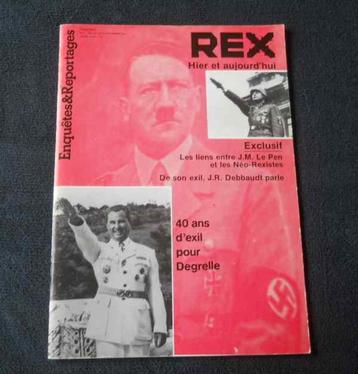 REX
Hier et aujourd'hui
Enquêtes&Reportages
Exclusif
Les liens entre J.M. Le Pen
et les Néo-Rexistes
De son exil, J.R. Debbaudt parle
40 ans
d'exil
pour
Degrelle